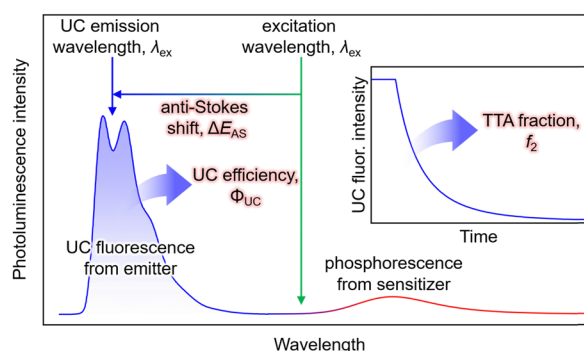 UC emission
wavelength, λex
excitation
wavelength, λex
anti-Stokes
shift, ΔEAS
UC efficiency,
ΦUC
UC fluorescence
from emitter
TTA fraction,
f2
UC fluor. intensity
Time
phosphorescence
from sensitizer
Photoluminescence intensity
Wavelength